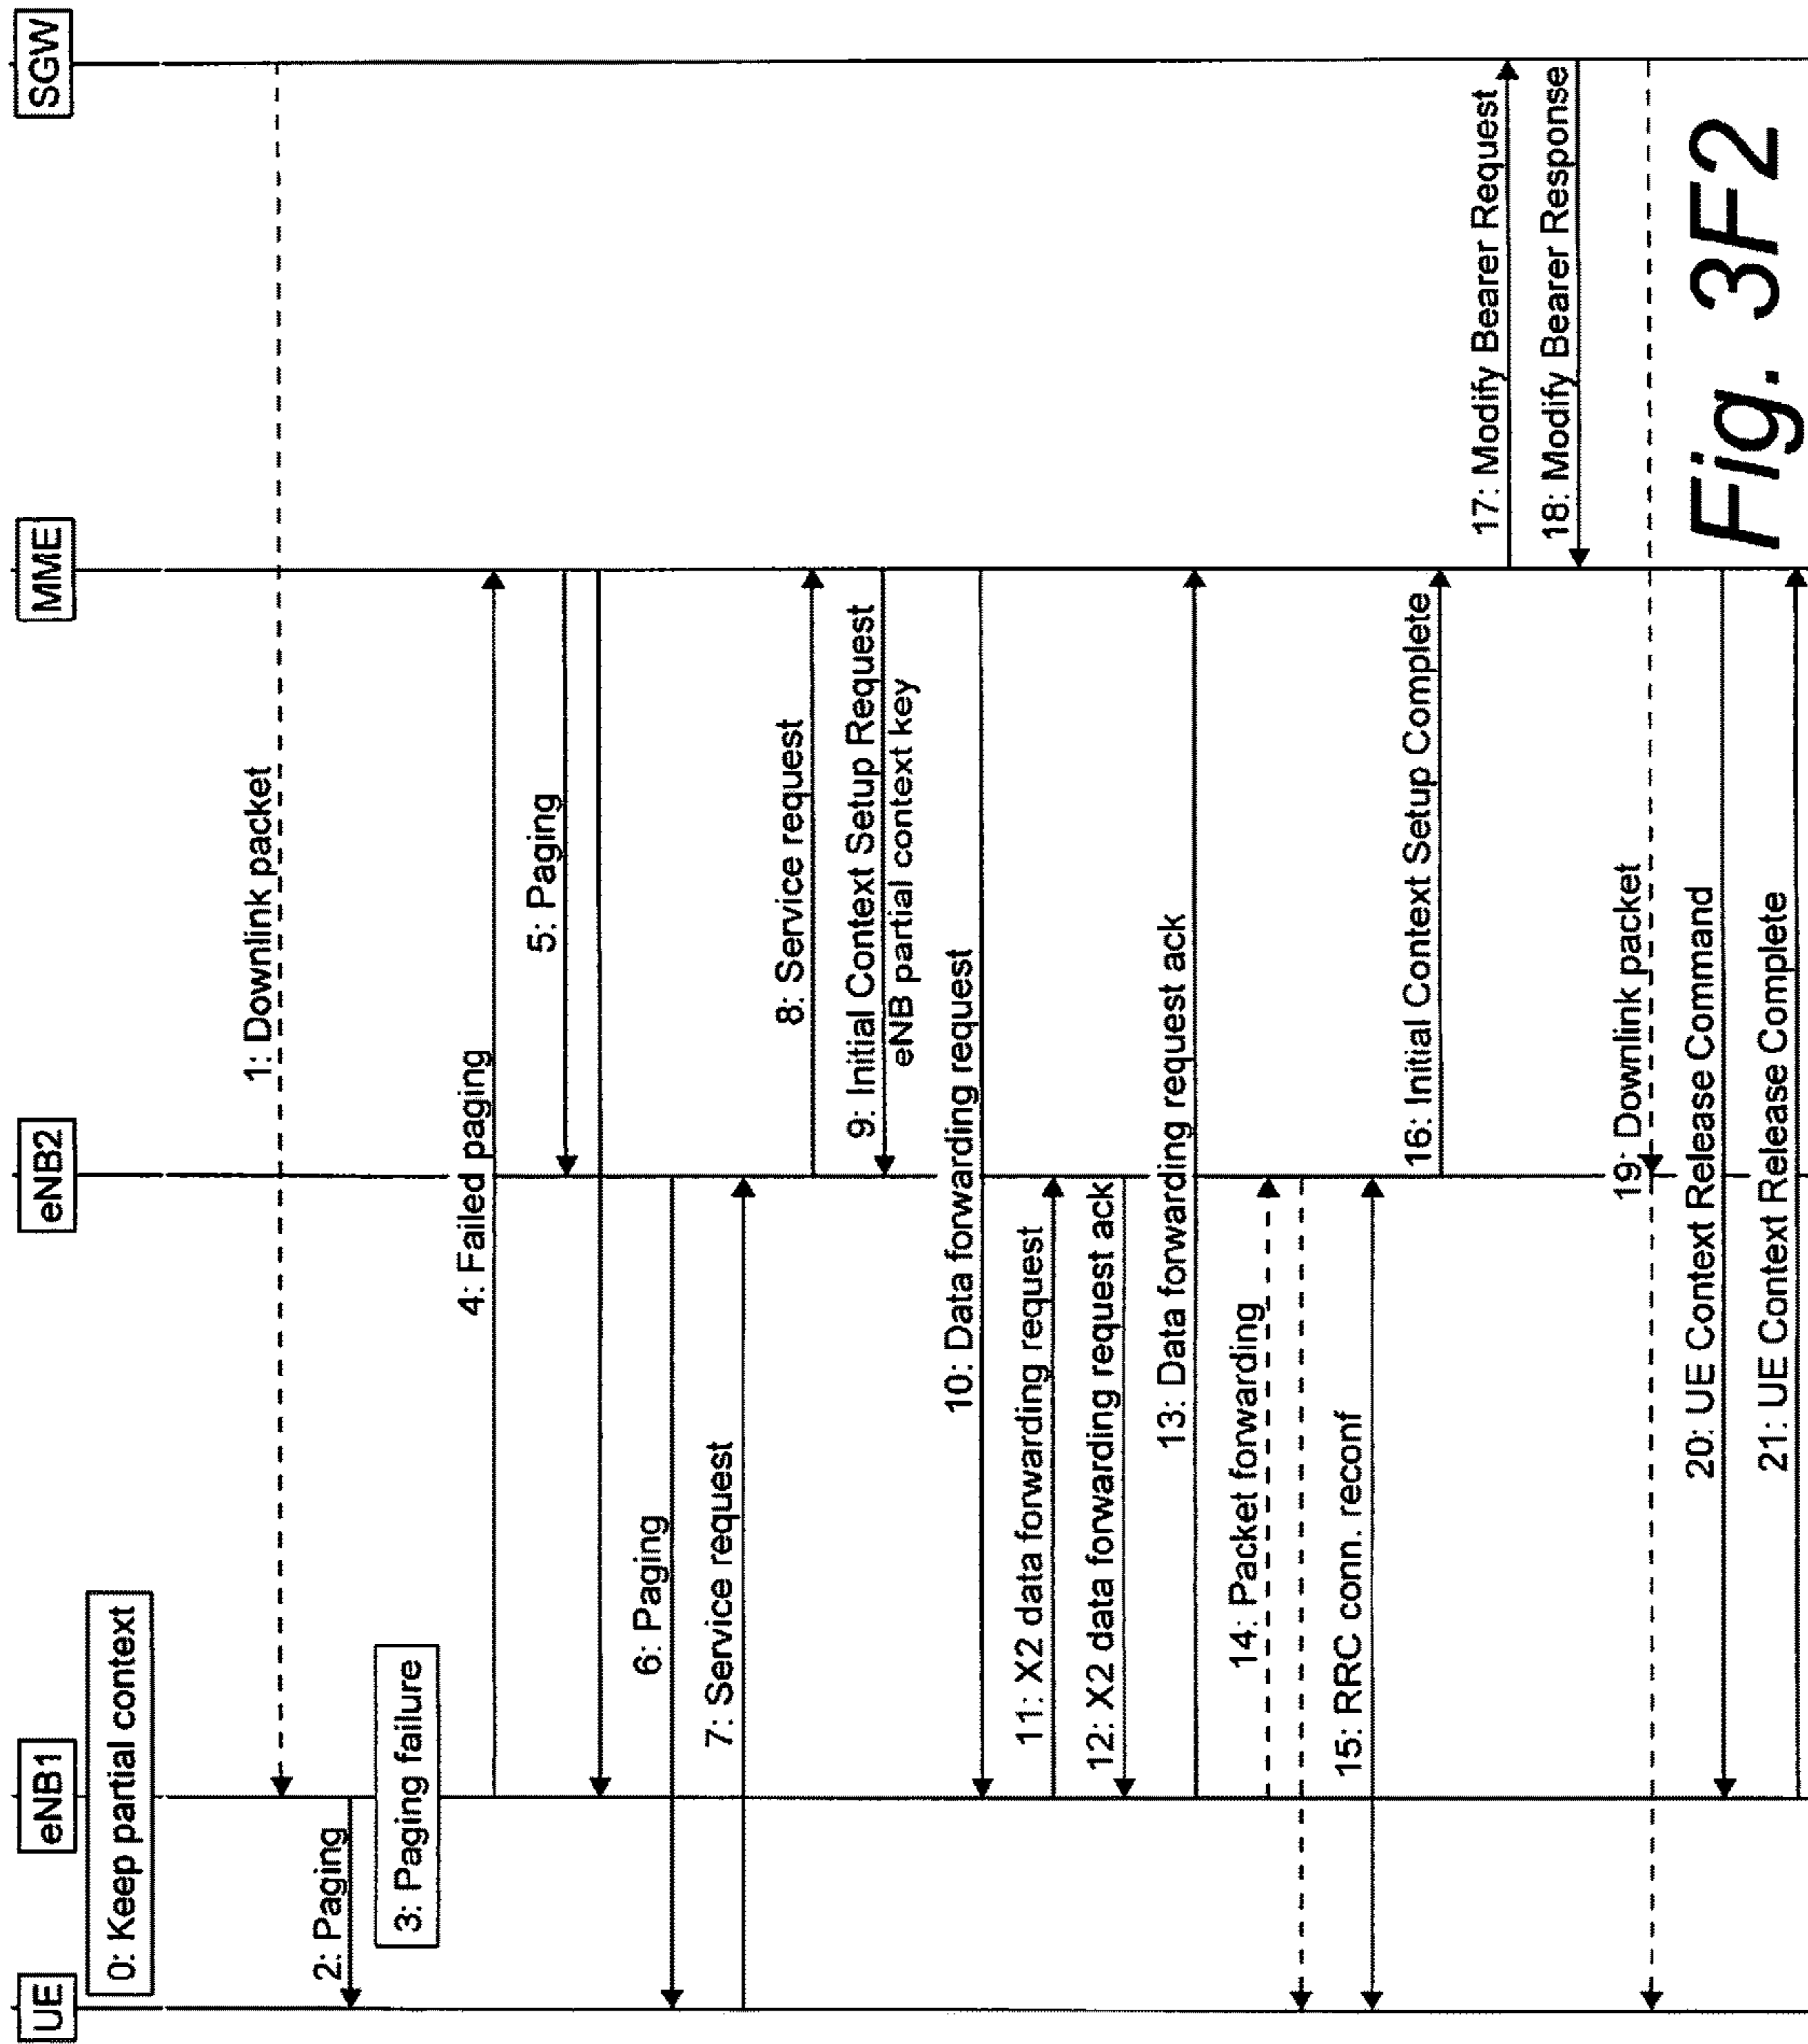 UE
eNB1
eNB2
MME
SGW
0: Keep partial context
1: Downlink packet
2: Paging
3: Paging failure
4: Failed paging
5: Paging
6: Paging
7: Service request
8: Service request
9: Initial Context Setup Request
eNB partial context key
10: Data forwarding request
11: X2 data forwarding request
12: X2 data forwarding request ack
13: Data forwarding request ack
14: Packet forwarding
15: RRC conn. reconf
16: Initial Context Setup Complete
17: Modify Bearer Request
18: Modify Bearer Response
19: Downlink packet
20: UE Context Release Command
21: UE Context Release Complete
Fig. 3F2